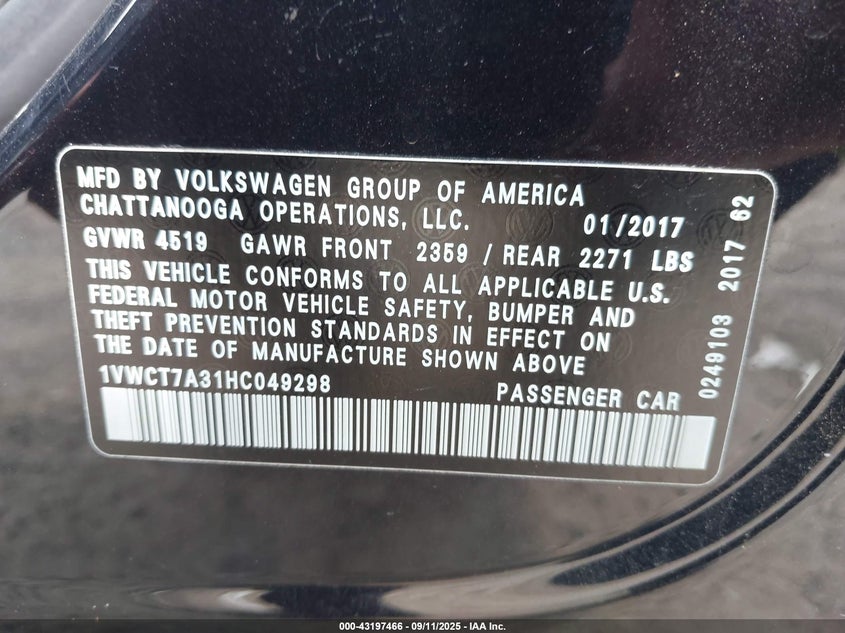 MFD BY VOLKSWAGEN GROUP OF AMERICA
CHATTANOOGA OPERATIONS, LLC. 01/2017
GVWR 4519 GAWR FRONT 2359 / REAR 2271 LBS
THIS VEHICLE CONFORMS TO ALL APPLICABLE U.S.
FEDERAL MOTOR VEHICLE SAFETY, BUMPER AND
THEFT PREVENTION STANDARDS IN EFFECT ON
THE DATE OF MANUFACTURE SHOWN ABOVE
1VWCT7A31HC049298 PASSENGER CAR
0249103 2017 62
000-43197466 - 09/11/2025 - IAA Inc.